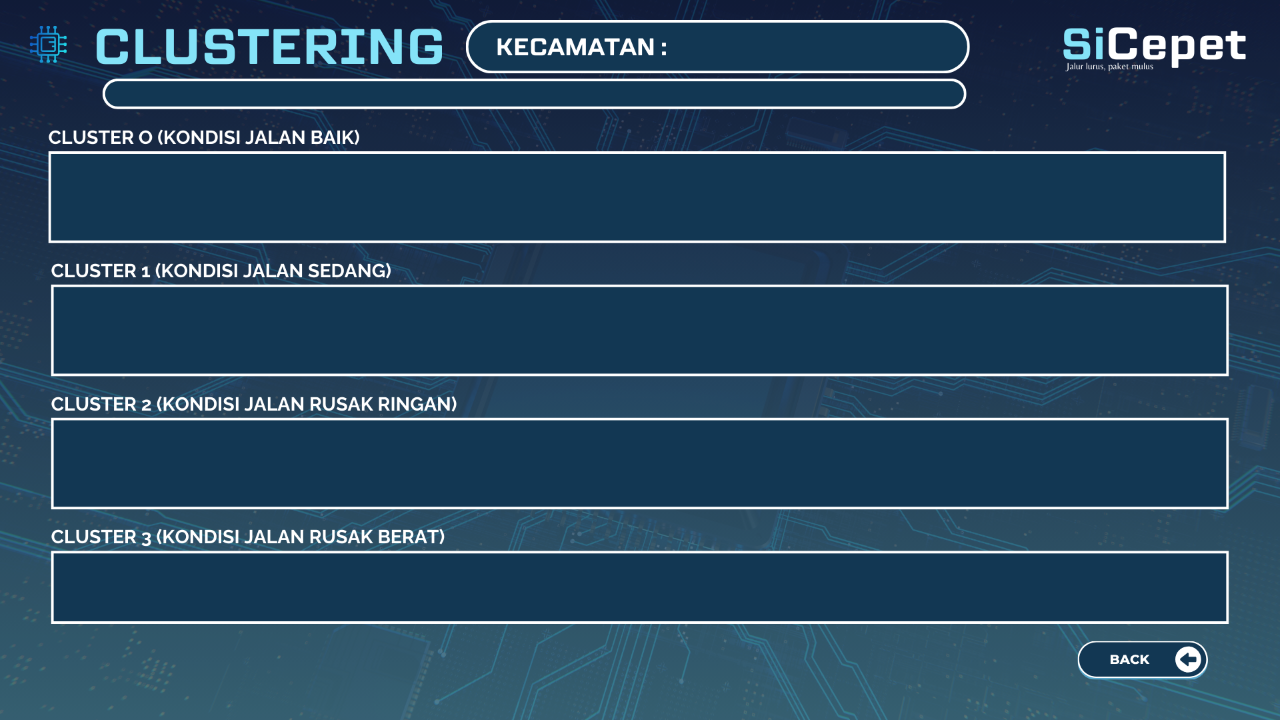 CLUSTERING
KECAMATAN :
SiCepet
Jalur lurus, paket mulus
CLUSTER 0 (KONDISI JALAN BAIK)
CLUSTER 1 (KONDISI JALAN SEDANG)
CLUSTER 2 (KONDISI JALAN RUSAK RINGAN)
CLUSTER 3 (KONDISI JALAN RUSAK BERAT)
BACK